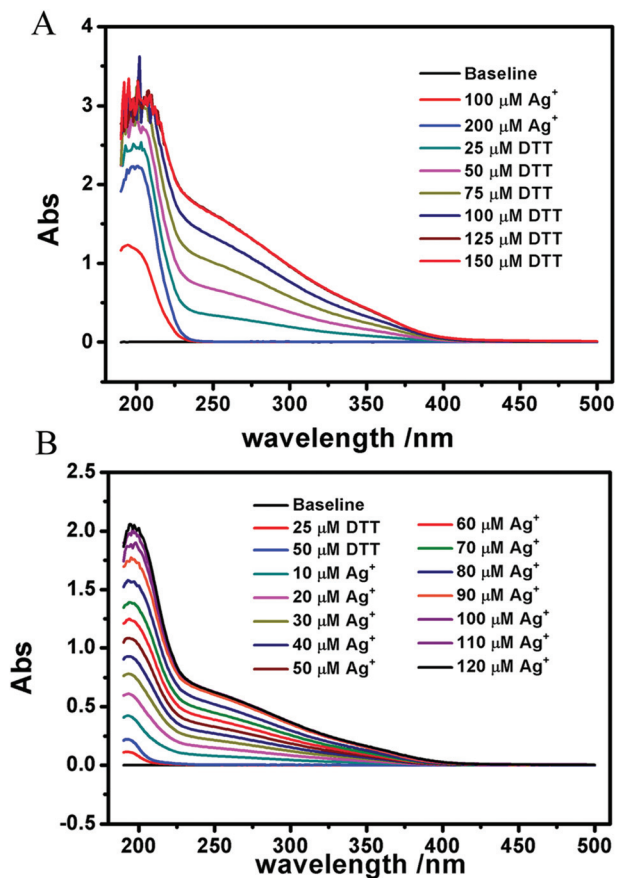 A
Abs
4
3
2
1
0
Baseline
100 μM Ag+
200 μM Ag+
25 μM DTT
50 μM DTT
75 μM DTT
100 μM DTT
125 μM DTT
150 μM DTT
200 250 300 350 400 450 500
wavelength /nm
B
Abs
2.5
2.0
1.5
1.0
0.5
0.0
-0.5
Baseline
25 μM DTT
50 μM DTT
10 μM Ag+
20 μM Ag+
30 μM Ag+
40 μM Ag+
50 μM Ag+
60 μM Ag+
70 μM Ag+
80 μM Ag+
90 μM Ag+
100 μM Ag+
110 μM Ag+
120 μM Ag+
200 250 300 350 400 450 500
wavelength /nm